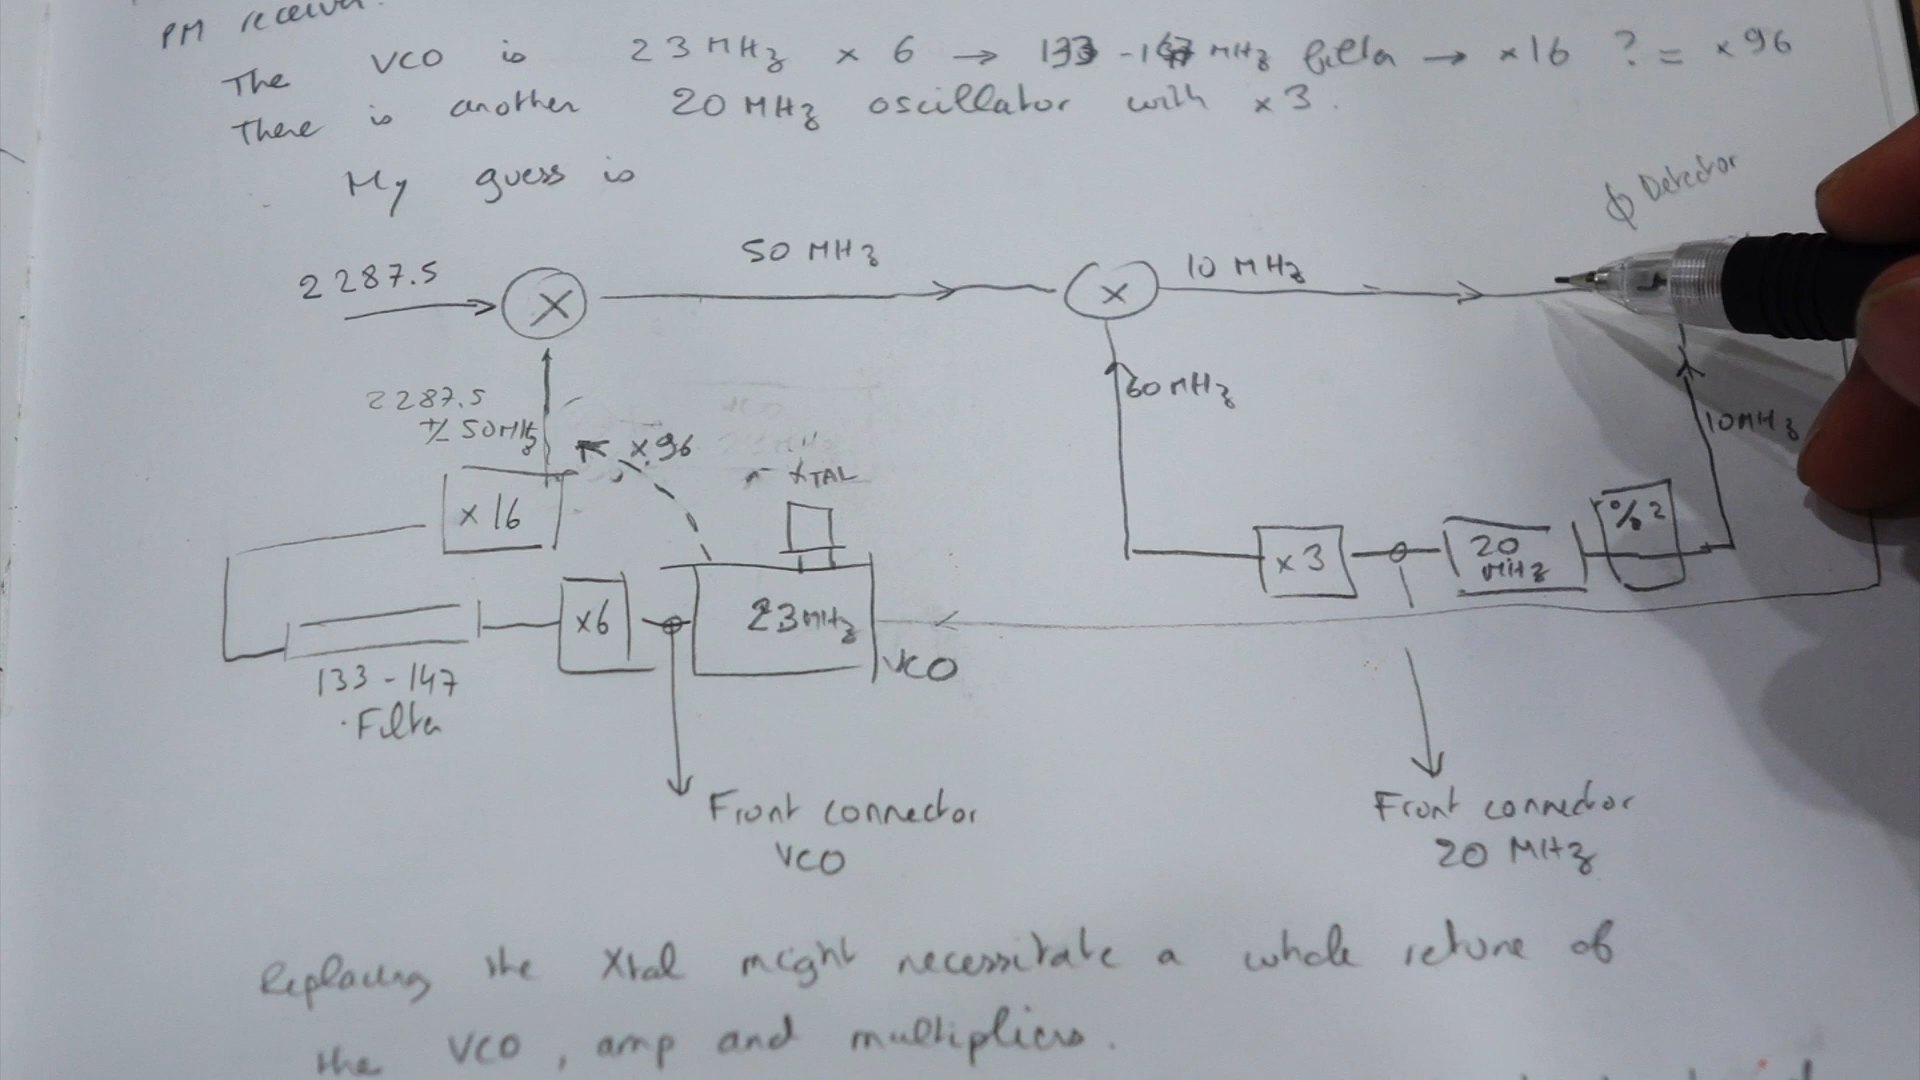 PM receiver.
The VCO is 23 MHz x 6 → 133 - 147 MHz filter → x16 ? = x96
There is another 20 MHz oscillator with x3.
My guess is
ϕ Detector
2287.5
X
50 MHz
x
10 MHz
2287.5
+/- 50 MHz
60 MHz
10 MHz
x 96
XTAL
x 16
% 2
x 3
20 MHz
x6
23 MHz
VCO
133 - 147
Filter
Front connector
VCO
Front connector
20 MHz
Replacing the Xtal might necessitate a whole retune of
the VCO, amp and multipliers.